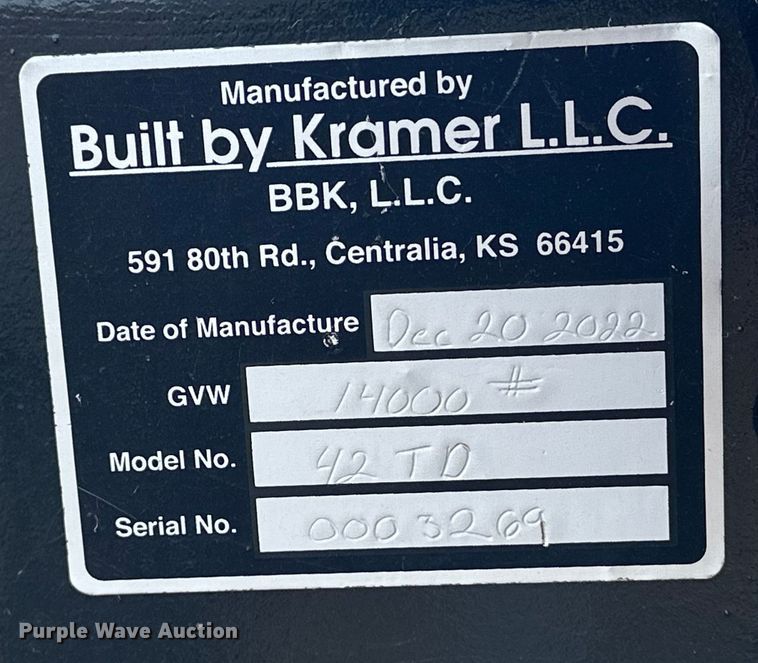 Manufactured by
Built by Kramer L.L.C.
BBK, L.L.C.
591 80th Rd., Centralia, KS 66415
Date of Manufacture Dec 20 2022
GVW 14000 #
Model No. 42 TD
Serial No. 0003269
Purple Wave Auction